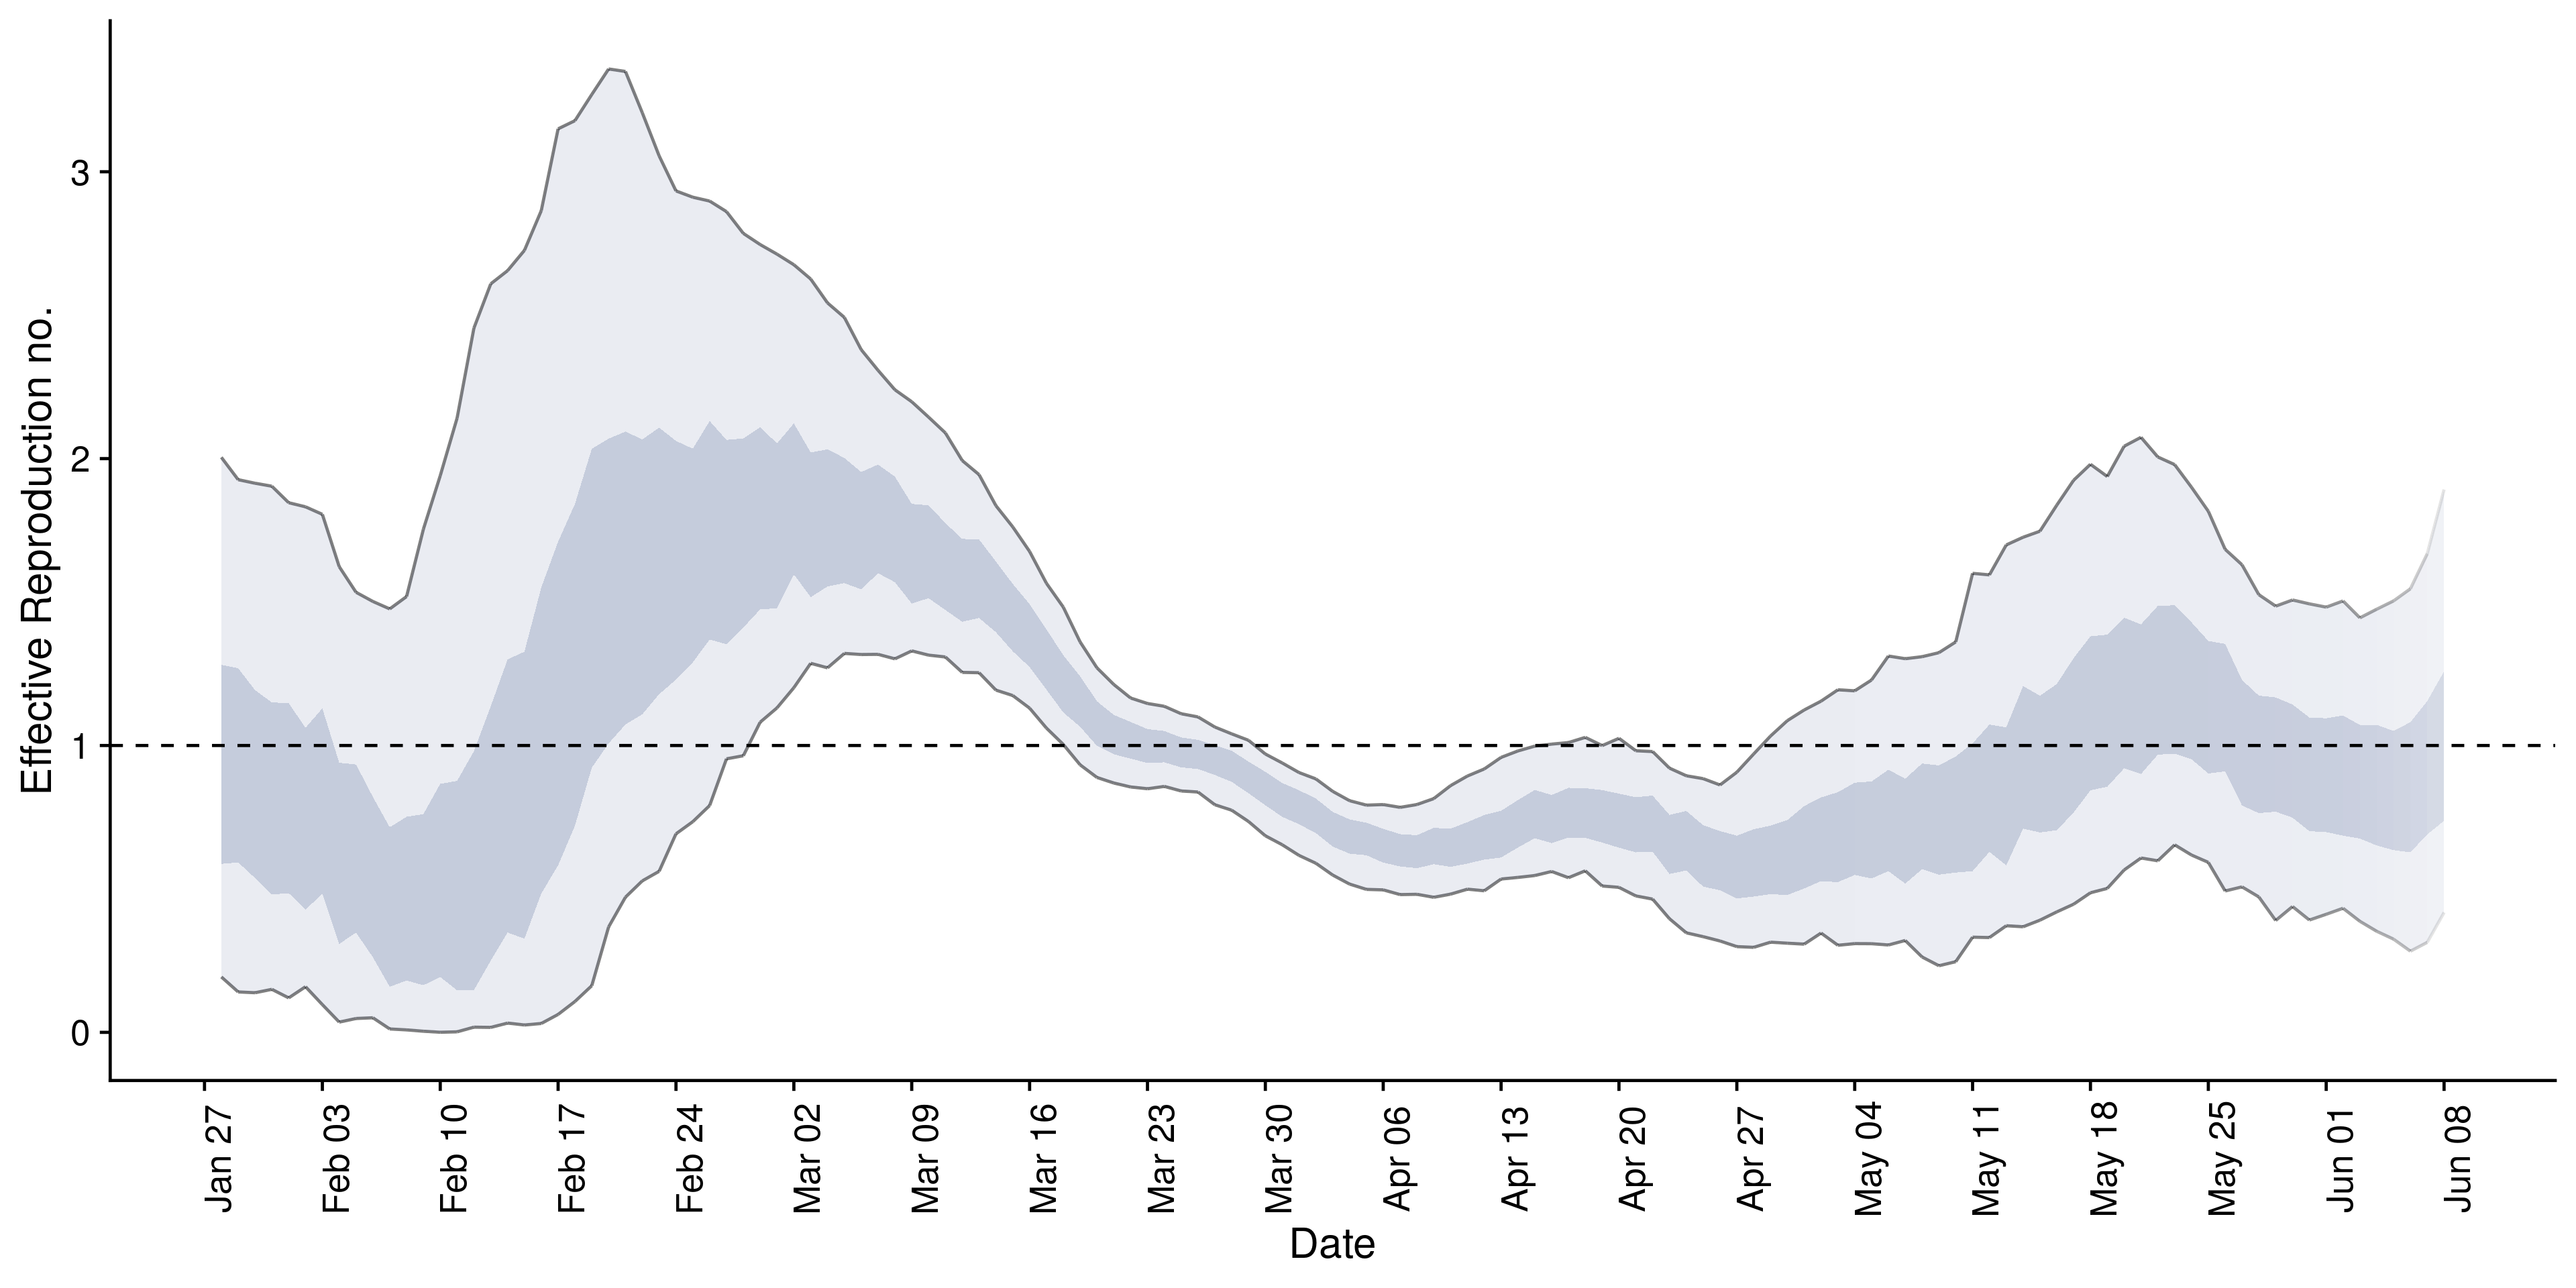 Effective Reproduction no.
3
2
1
0
Jan 27
Feb 03
Feb 10
Feb 17
Feb 24
Mar 02
Mar 09
Mar 16
Mar 23
Mar 30
Apr 06
Apr 13
Apr 20
Apr 27
May 04
May 11
May 18
May 25
Jun 01
Jun 08
Date